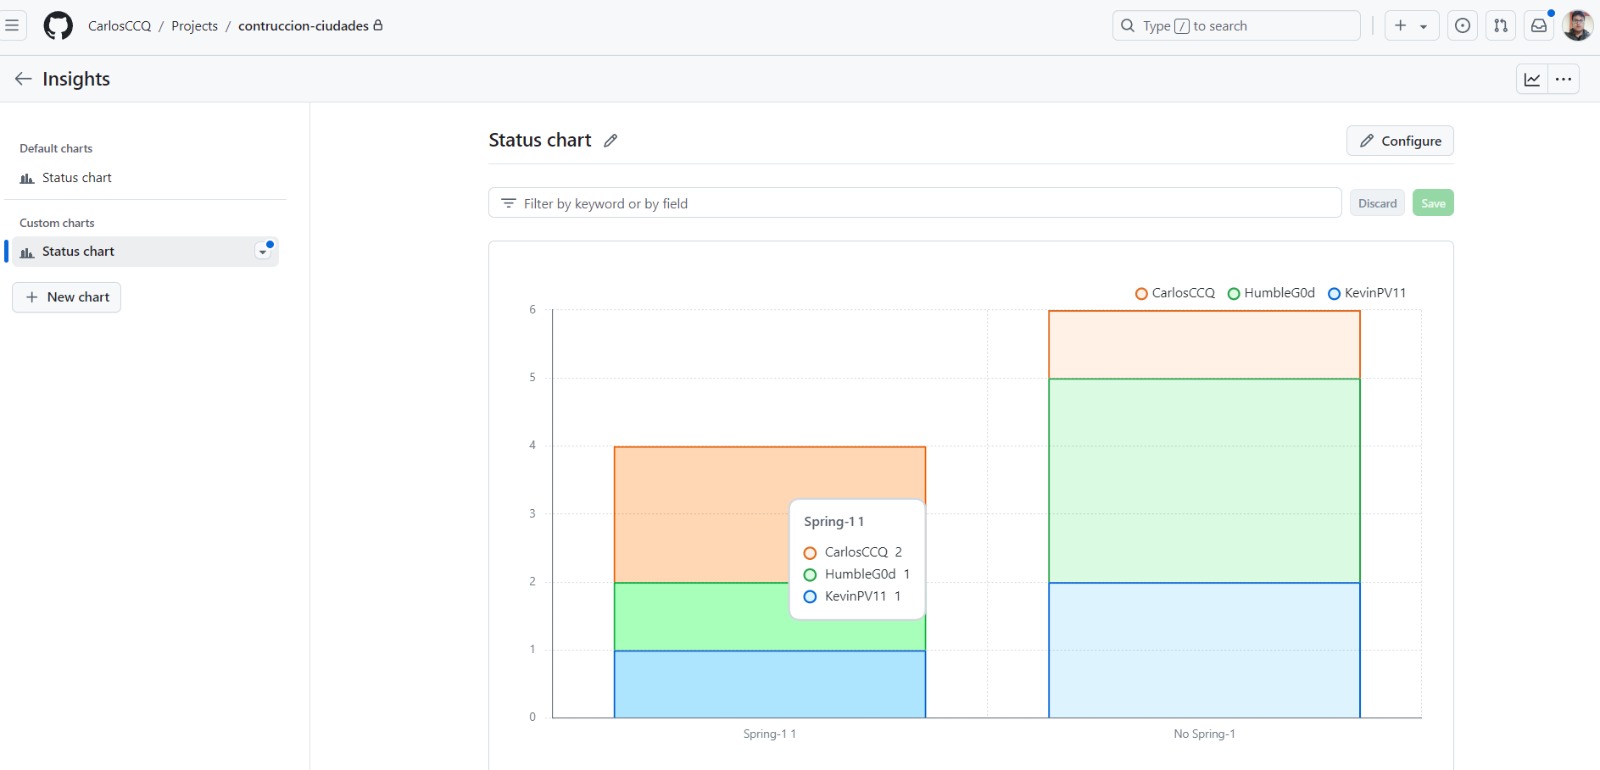 CarlosCCQ / Projects / contruccion-ciudades
Type / to search
Insights
Default charts
Status chart
Custom charts
Status chart
New chart
Status chart
Configure
Filter by keyword or by field
Discard
Save
CarlosCCQ HumbleG0d KevinPV11
6
5
4
3
2
1
0
Spring-1 1
CarlosCCQ 2
HumbleG0d 1
KevinPV11 1
Spring-1 1
No Spring-1